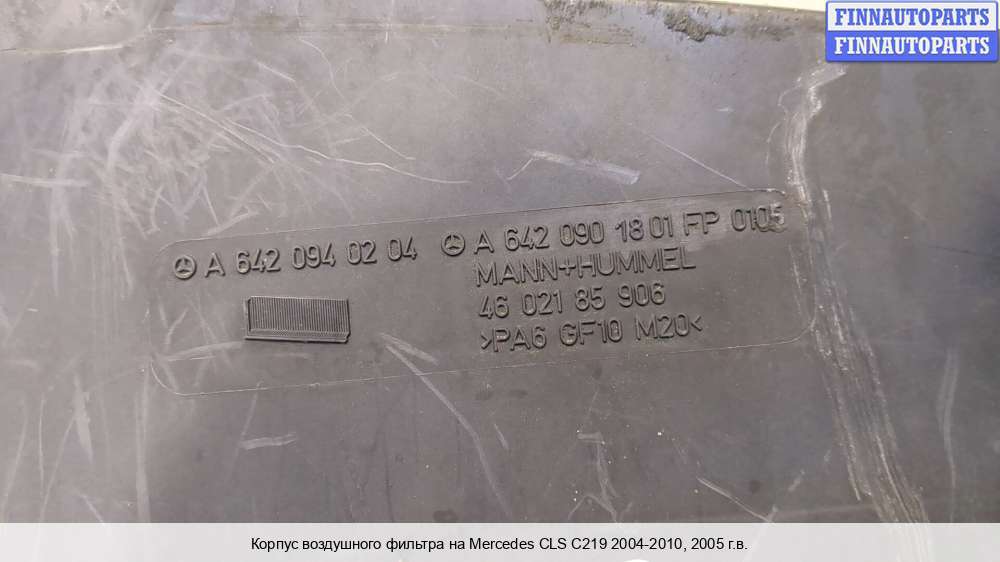 FINNAUTOPARTS
FINNAUTOPARTS
A 642 094 02 04
A 642 090 18 01 FP 0105
MANN+HUMMEL
46 021 85 906
>PA6 GF10 M20<
Корпус воздушного фильтра на Mercedes CLS C219 2004-2010, 2005 г.в.